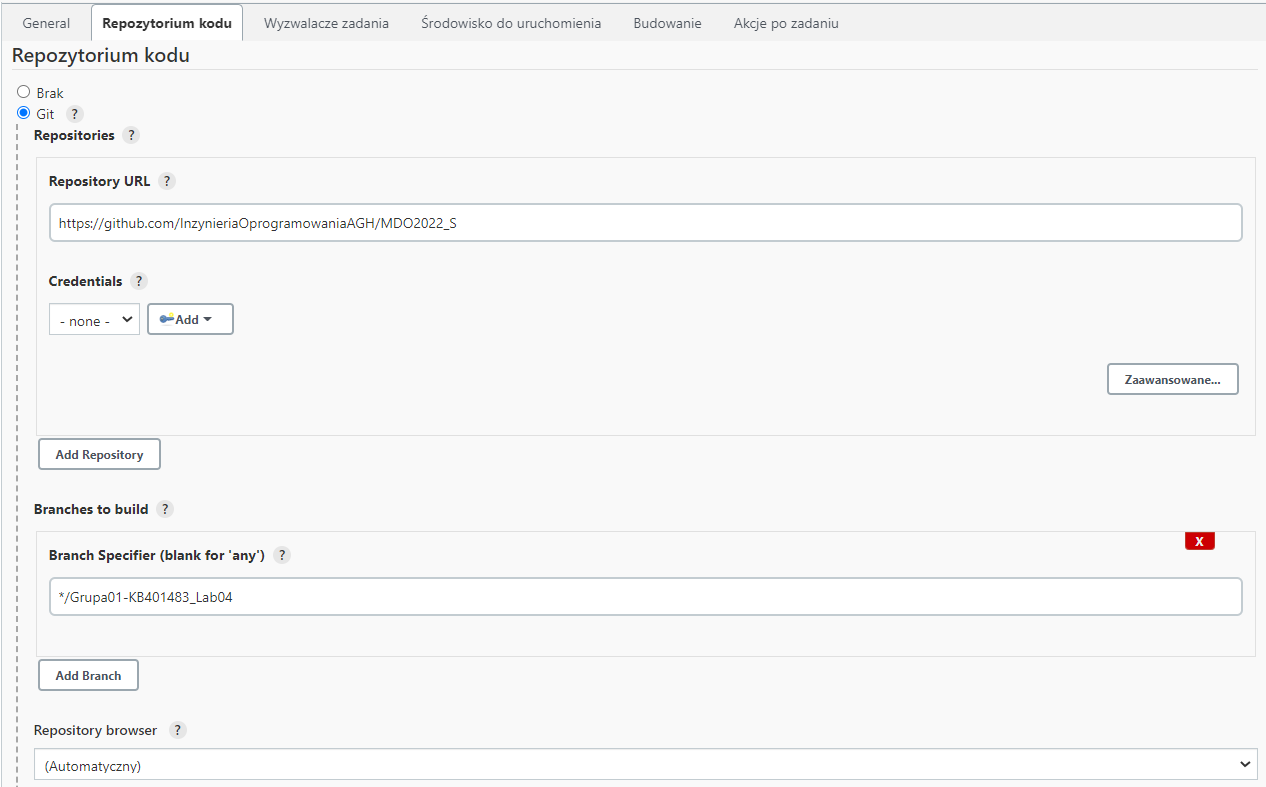 General Repozytorium kodu Wyzwalacze zadania Środowisko do uruchomienia Budowanie Akcje po zadaniu
Repozytorium kodu
Brak
Git ?
Repositories ?
Repository URL ?
https://github.com/InzynieriaOprogramowaniaAGH/MDO2022_S
Credentials ?
- none - Add
Zaawansowane...
Add Repository
Branches to build ?
X
Branch Specifier (blank for 'any') ?
*/Grupa01-KB401483_Lab04
Add Branch
Repository browser ?
(Automatyczny)